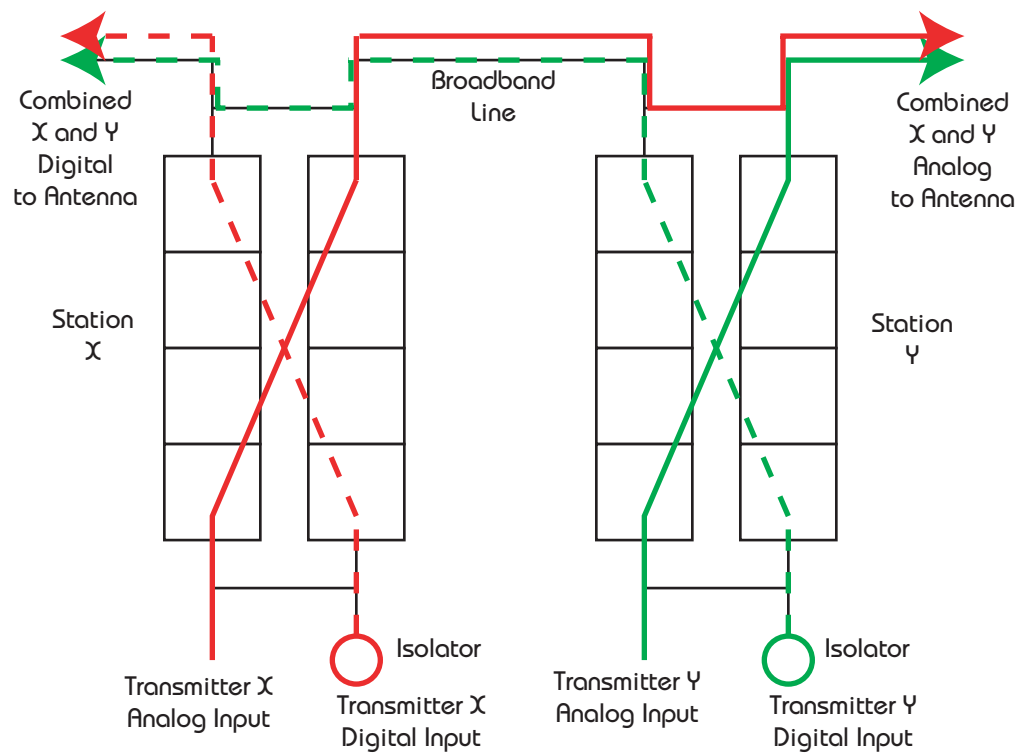 Combined
X and Y
Digital
to Antenna
Broadband
Line
Combined
X and Y
Analog
to Antenna
Station
X
Station
Y
Isolator
Transmitter X
Analog Input
Transmitter X
Digital Input
Isolator
Transmitter Y
Analog Input
Transmitter Y
Digital Input